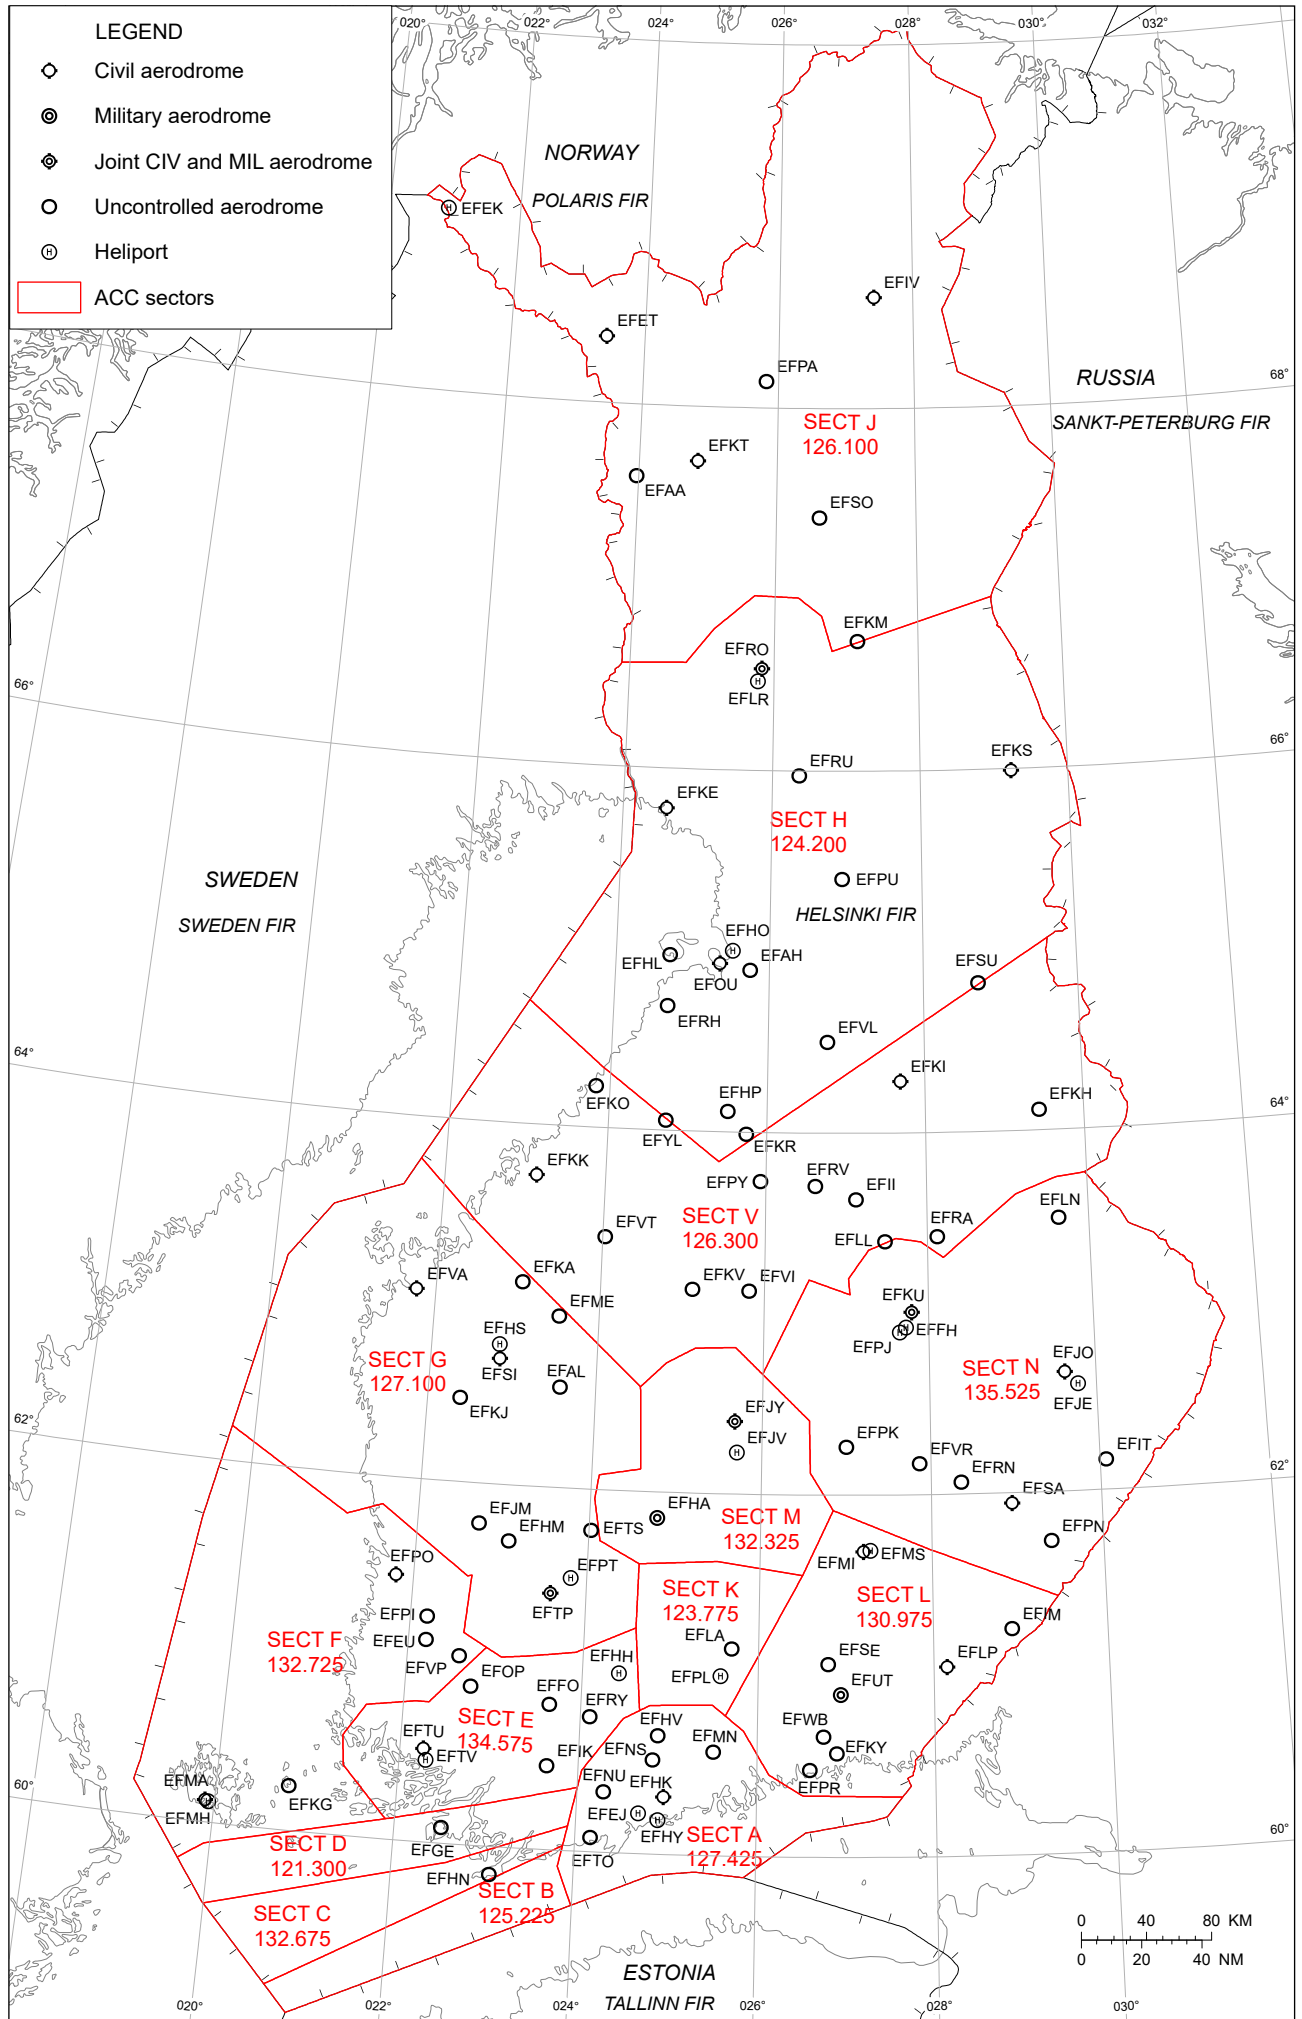 020°
022°
024°
026°
028°
030°
032°
LEGEND
Civil aerodrome
Military aerodrome
Joint CIV and MIL aerodrome
Uncontrolled aerodrome
H Heliport
ACC sectors
NORWAY
POLARIS FIR
H EFEK
EFIV
EFET
EFPA
RUSSIA
SANKT-PETERBURG FIR
68°
SECT J
126.100
EFKT
EFAA
EFSO
EFKM
EFRO
H
EFLR
66°
66°
EFKS
EFRU
EFKE
SECT H
124.200
EFPU
SWEDEN
SWEDEN FIR
HELSINKI FIR
EFHO
H
EFHL
EFAH
EFOU
EFSU
EFRH
EFVL
64°
EFKI
EFKO
EFHP
EFKH
64°
EFYL
EFKR
EFKK
EFPY
EFRV
EFII
EFLN
SECT V
126.300
EFVT
EFRA
EFLL
EFVA
EFKA
EFKV
EFVI
EFME
EFKU
EFHS
H
H EFFH
H
EFPJ
SECT G
127.100
EFSI
EFAL
EFJO
SECT N
135.525
H
EFJE
EFKJ
EFJY
EFJV
H
62°
EFPK
EFVR
EFIT
62°
EFRN
EFSA
EFJM
EFHM
EFTS
EFHA
SECT M
132.325
EFPN
H EFMS
EFMI
EFPO
EFPT
H
EFTP
SECT K
123.775
SECT L
130.975
EFPI
EFEU
EFIM
SECT F
132.725
EFVP
EFLA
EFSE
EFLP
EFHH
H
EFPL H
EFOP
EFFO
EFUT
EFRY
SECT E
134.575
EFHV
EFWB
EFTU
H EFTV
EFNS
EFMN
EFKY
EFIK
EFPR
60°
EFMA
EFMH
EFKG
EFNU
EFHK
EFEJ H
H
EFHY
60°
EFGE
EFTO
SECT A
127.425
SECT D
121.300
EFHN
SECT B
125.225
SECT C
132.675
0 40 80 KM
0 20 40 NM
ESTONIA
TALLINN FIR
020°
022°
024°
026°
028°
030°